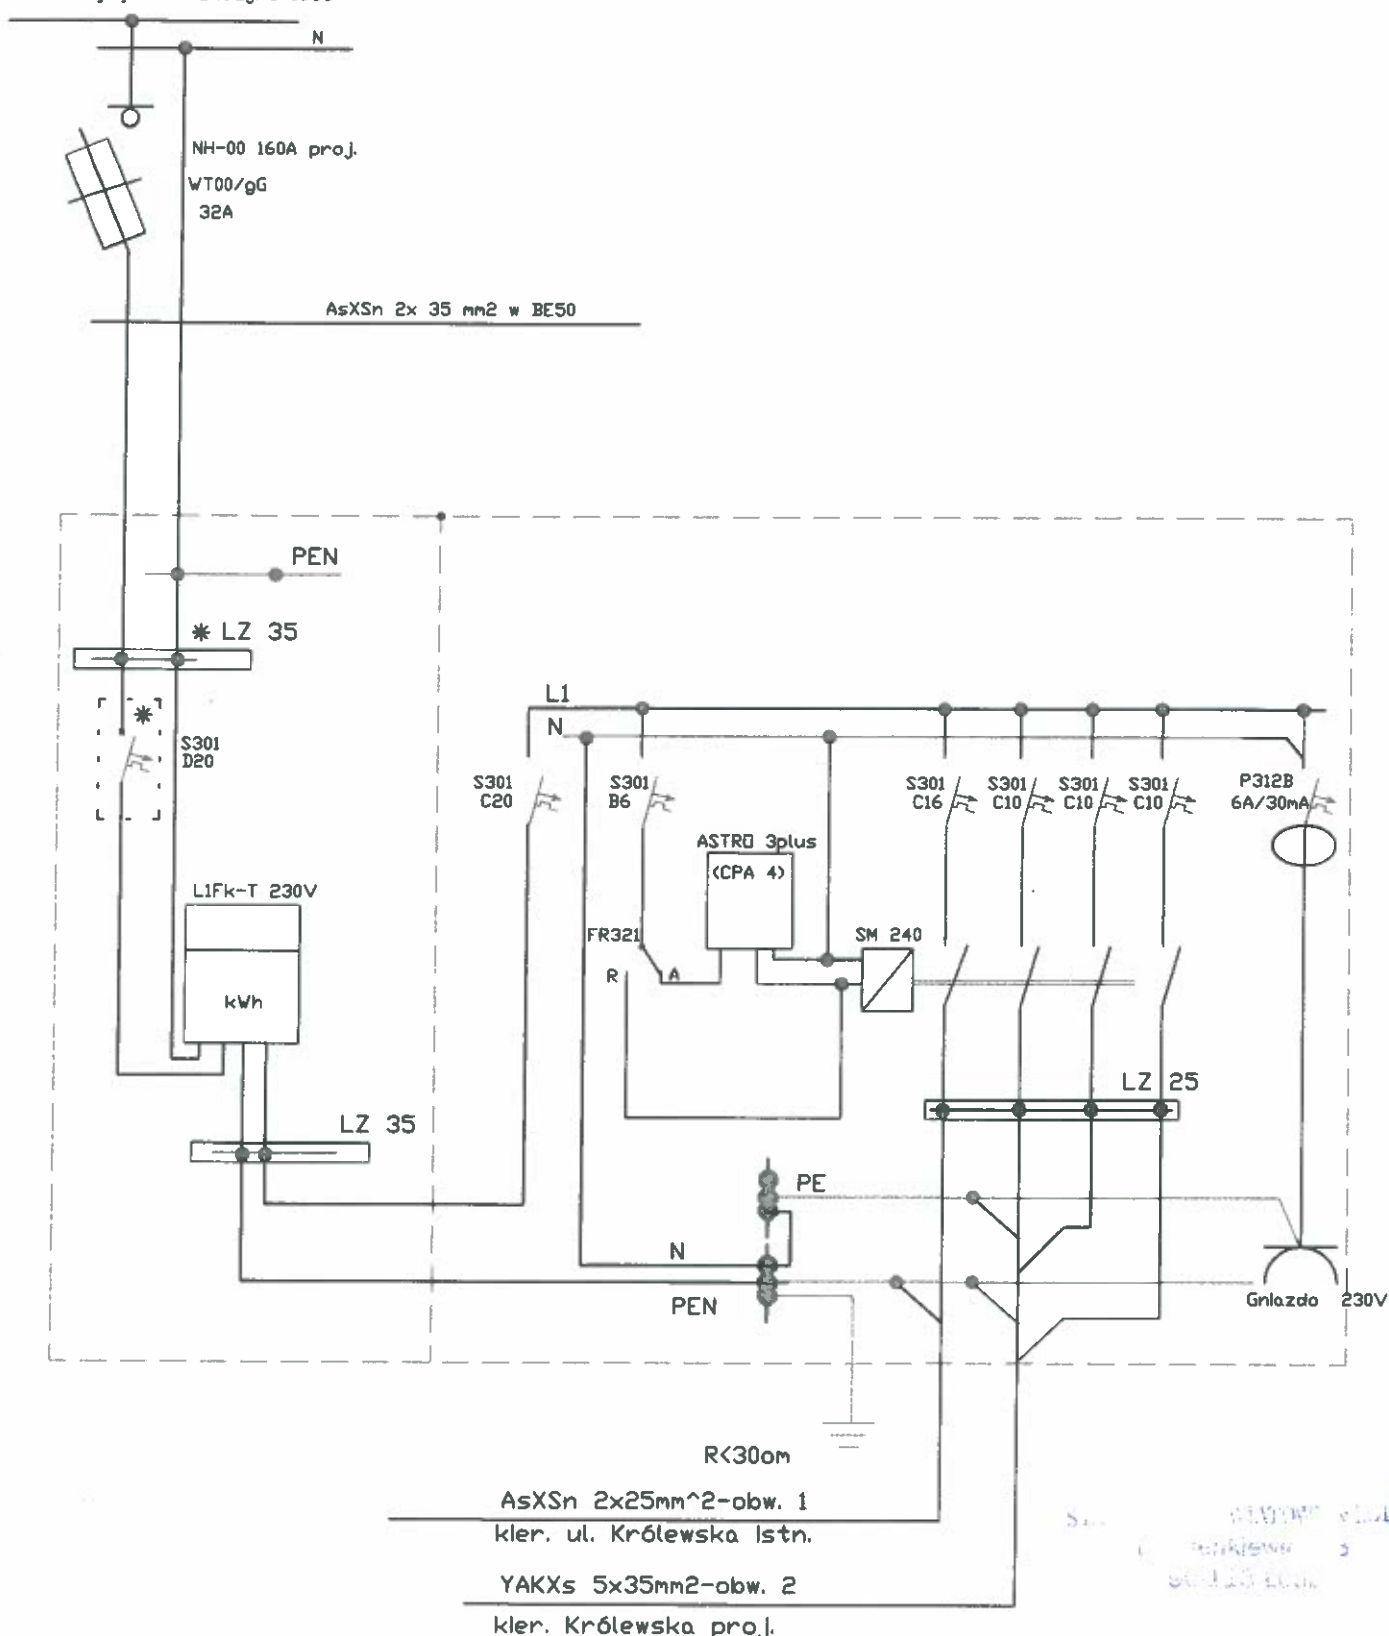 N
NH-00 160A proj.
WT00/gG
32A
AsXSn 2x 35 mm2 w BE50
PEN
* LZ 35
*
S301
D20
L1
N
S301
C20
S301
B6
S301
C16
S301
C10
S301
C10
S301
C10
P312B
6A/30mA
ASTRO 3plus
(CPA 4)
L1Fk-T 230V
kWh
FR321
R
A
SM 240
LZ 25
LZ 35
PE
N
PEN
Gniazdo 230V
R<30om
AsXSn 2x25mm^2-obw. 1
kier. ul. Królewska istn.
YAKXs 5x35mm2-obw. 2
kier. Królewska proj.